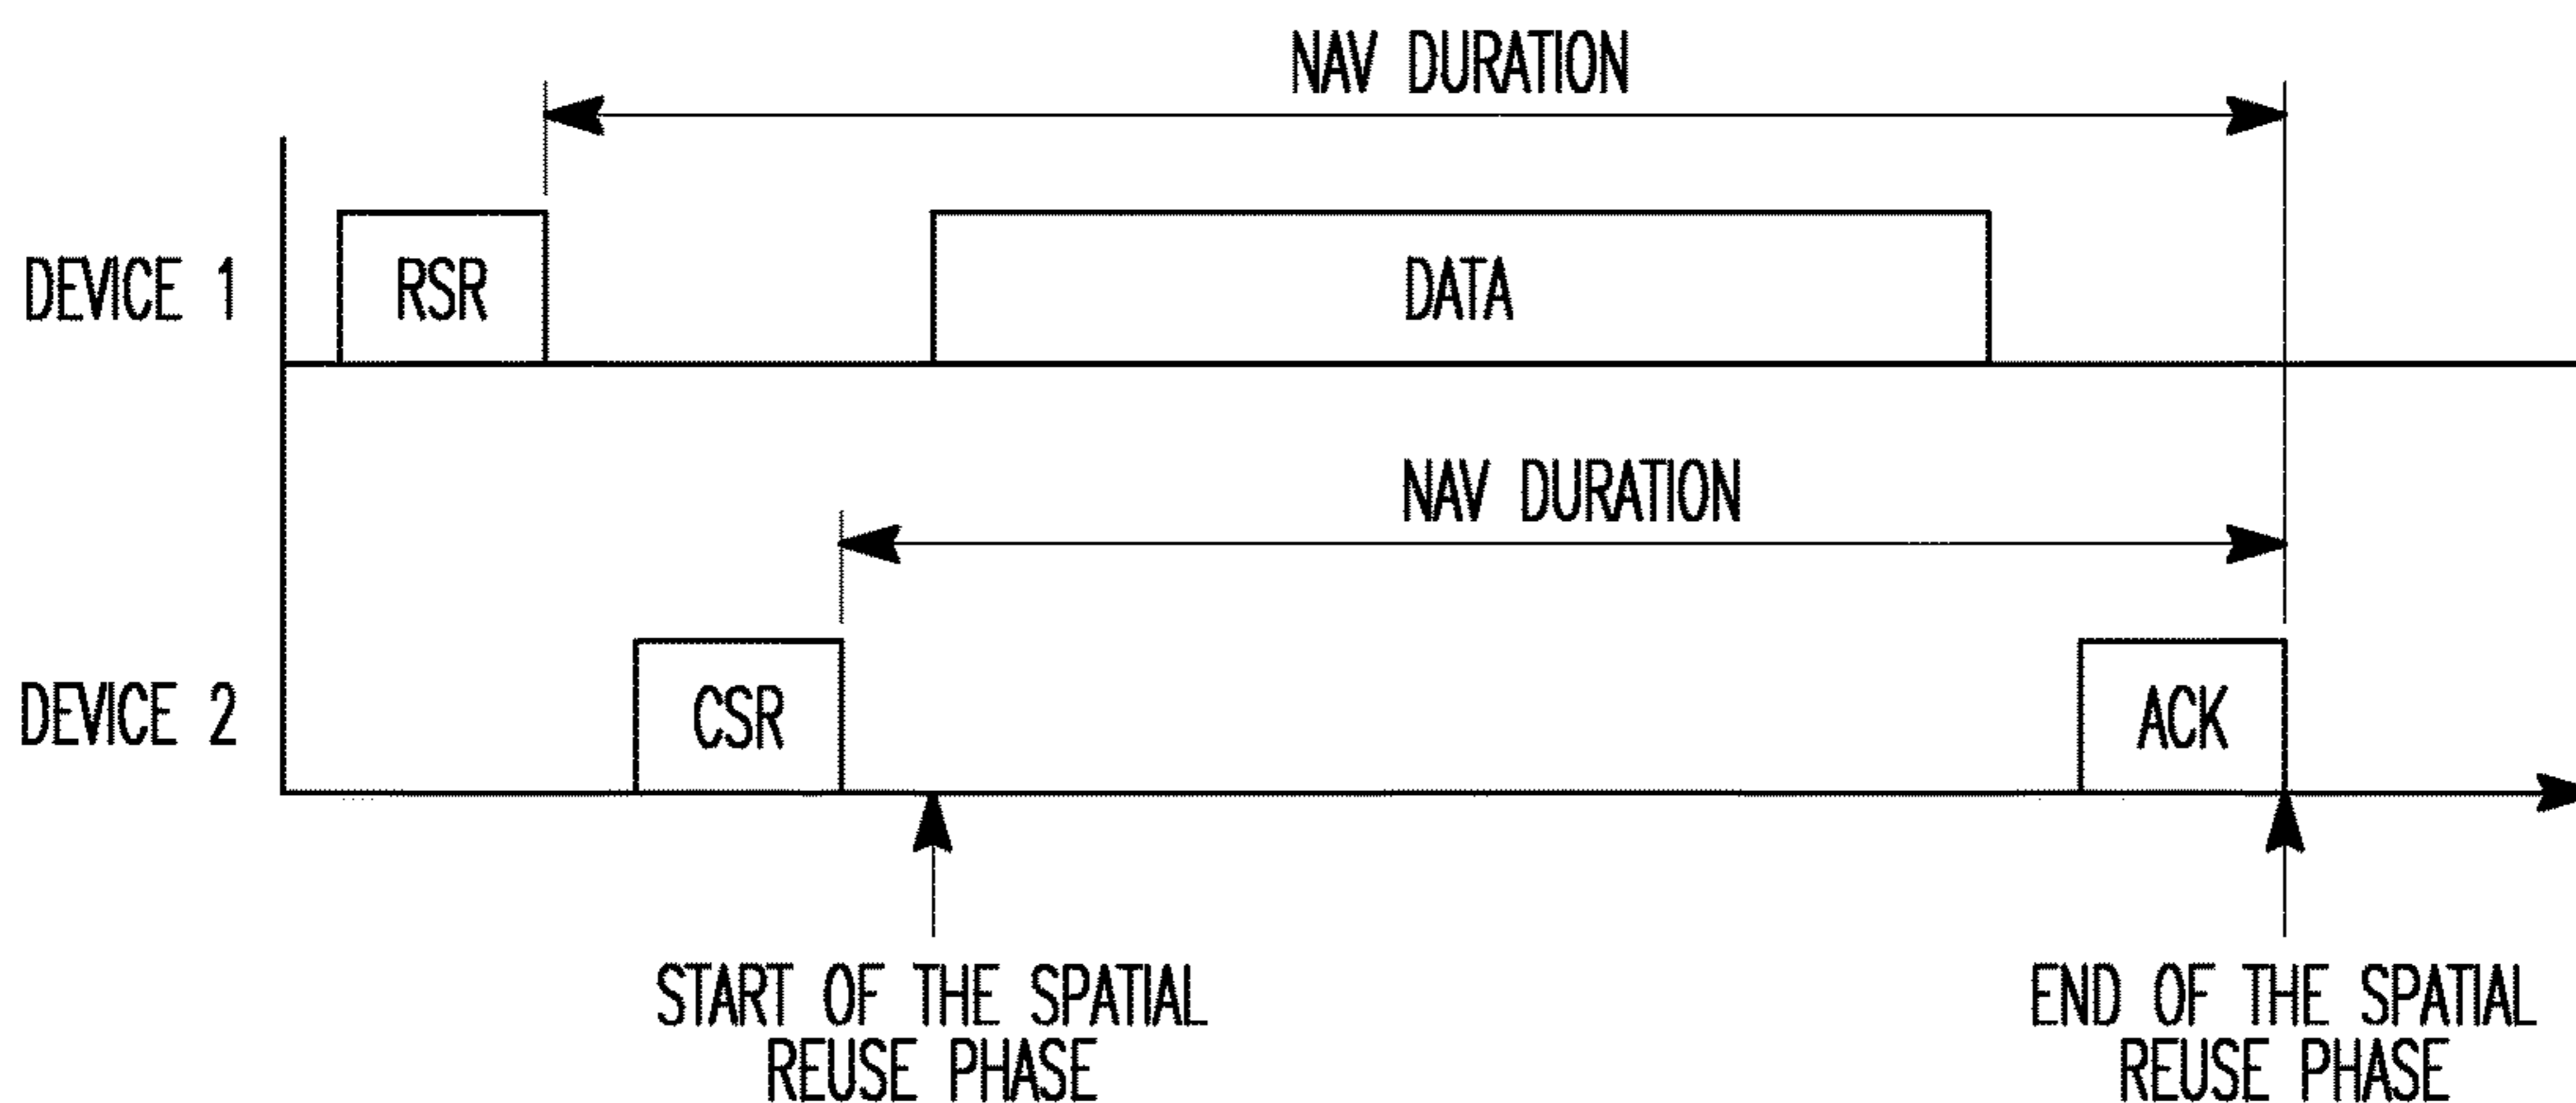 NAV DURATION
DEVICE 1
RSR
DATA
NAV DURATION
DEVICE 2
CSR
ACK
START OF THE SPATIAL
REUSE PHASE
END OF THE SPATIAL
REUSE PHASE